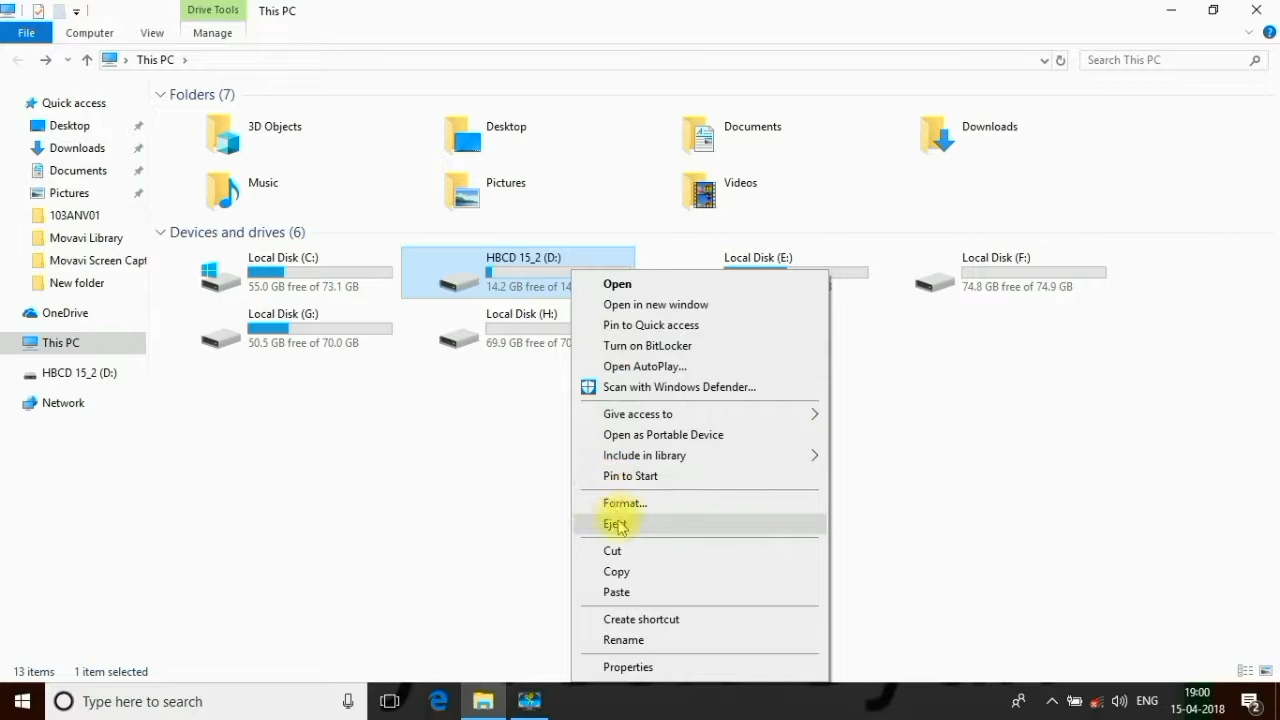 Drive Tools
This PC
File
Computer
View
Manage
This PC
Search This PC
Quick access
Desktop
Downloads
Documents
Pictures
103ANV01
Movavi Library
Movavi Screen Capt
New folder
OneDrive
This PC
HBCD 15_2 (D:)
Network
Folders (7)
3D Objects
Desktop
Documents
Downloads
Music
Pictures
Videos
Devices and drives (6)
Local Disk (C:)
55.0 GB free of 73.1 GB
HBCD 15_2 (D:)
14.2 GB free of 14
Local Disk (E:)
Local Disk (F:)
74.8 GB free of 74.9 GB
Local Disk (G:)
50.5 GB free of 70.0 GB
Local Disk (H:)
69.9 GB free of 70
Open
Open in new window
Pin to Quick access
Turn on BitLocker
Open AutoPlay...
Scan with Windows Defender...
Give access to
Open as Portable Device
Include in library
Pin to Start
Format...
Eject
Cut
Copy
Paste
Create shortcut
Rename
Properties
13 items
1 item selected
Type here to search
ENG
19:00
15-04-2018
2